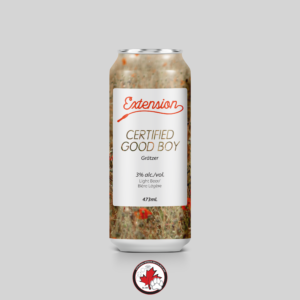 Extension
CERTIFIED
GOOD BOY
Grätzer
3% alc./vol.
Light Beer/
Bière Légère
473mL